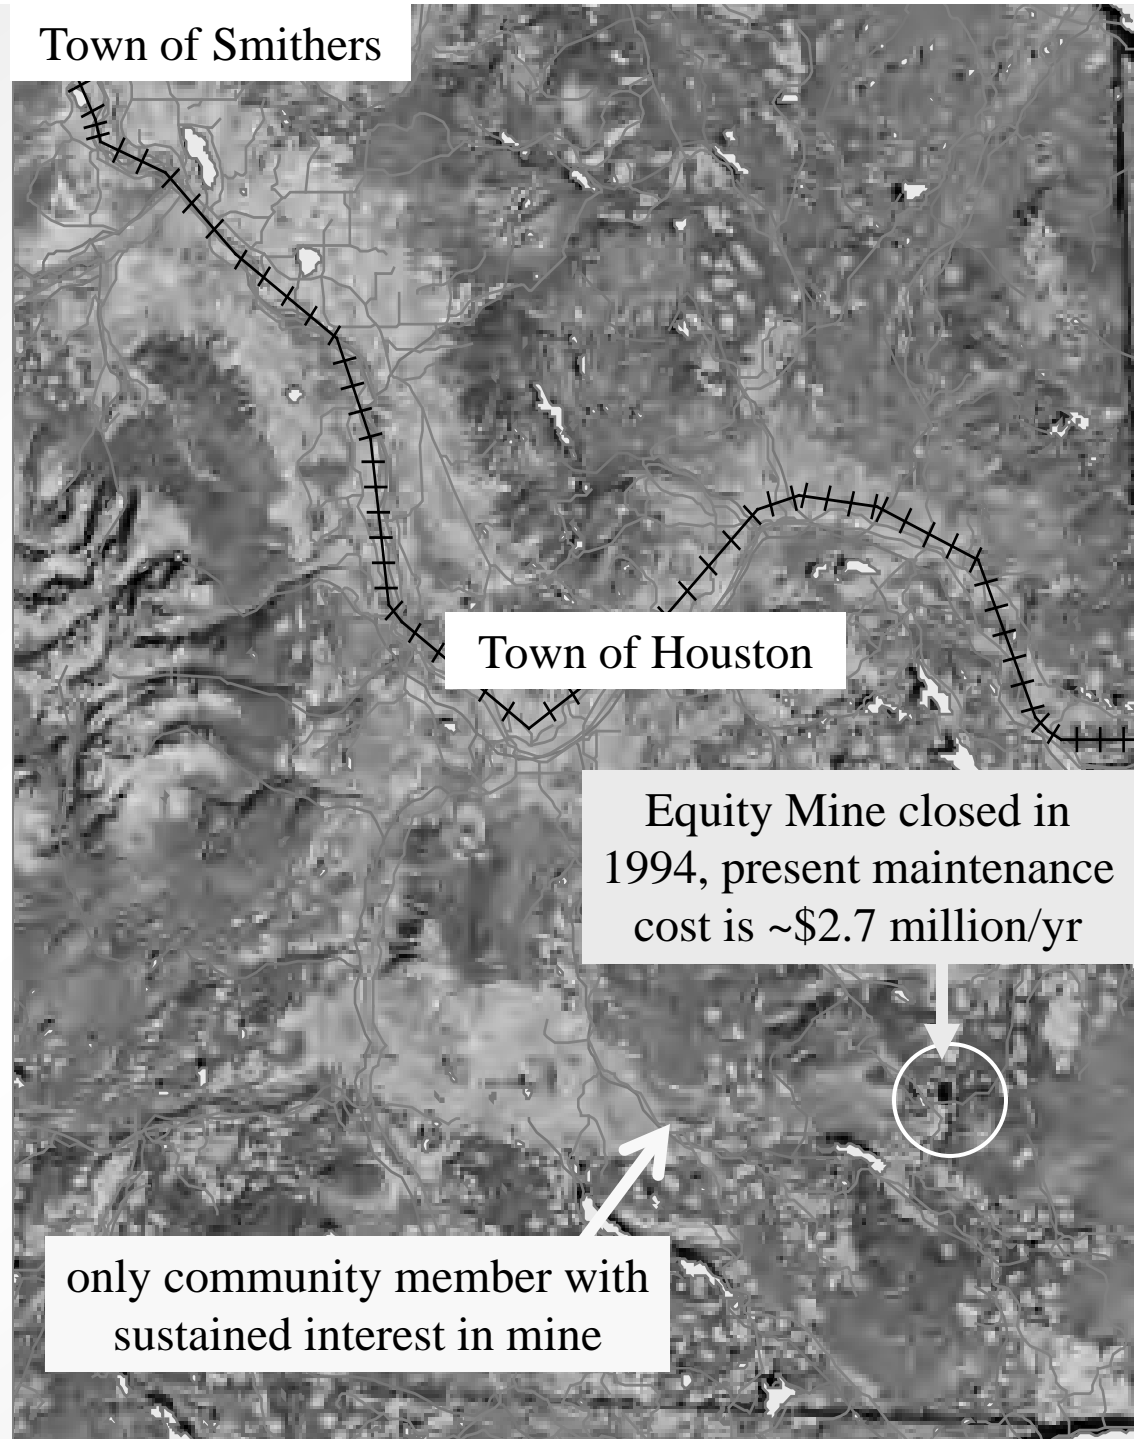 Town of Smithers
Town of Houston
Equity Mine closed in
1994, present maintenance
cost is ~$2.7 million/yr
only community member with
sustained interest in mine